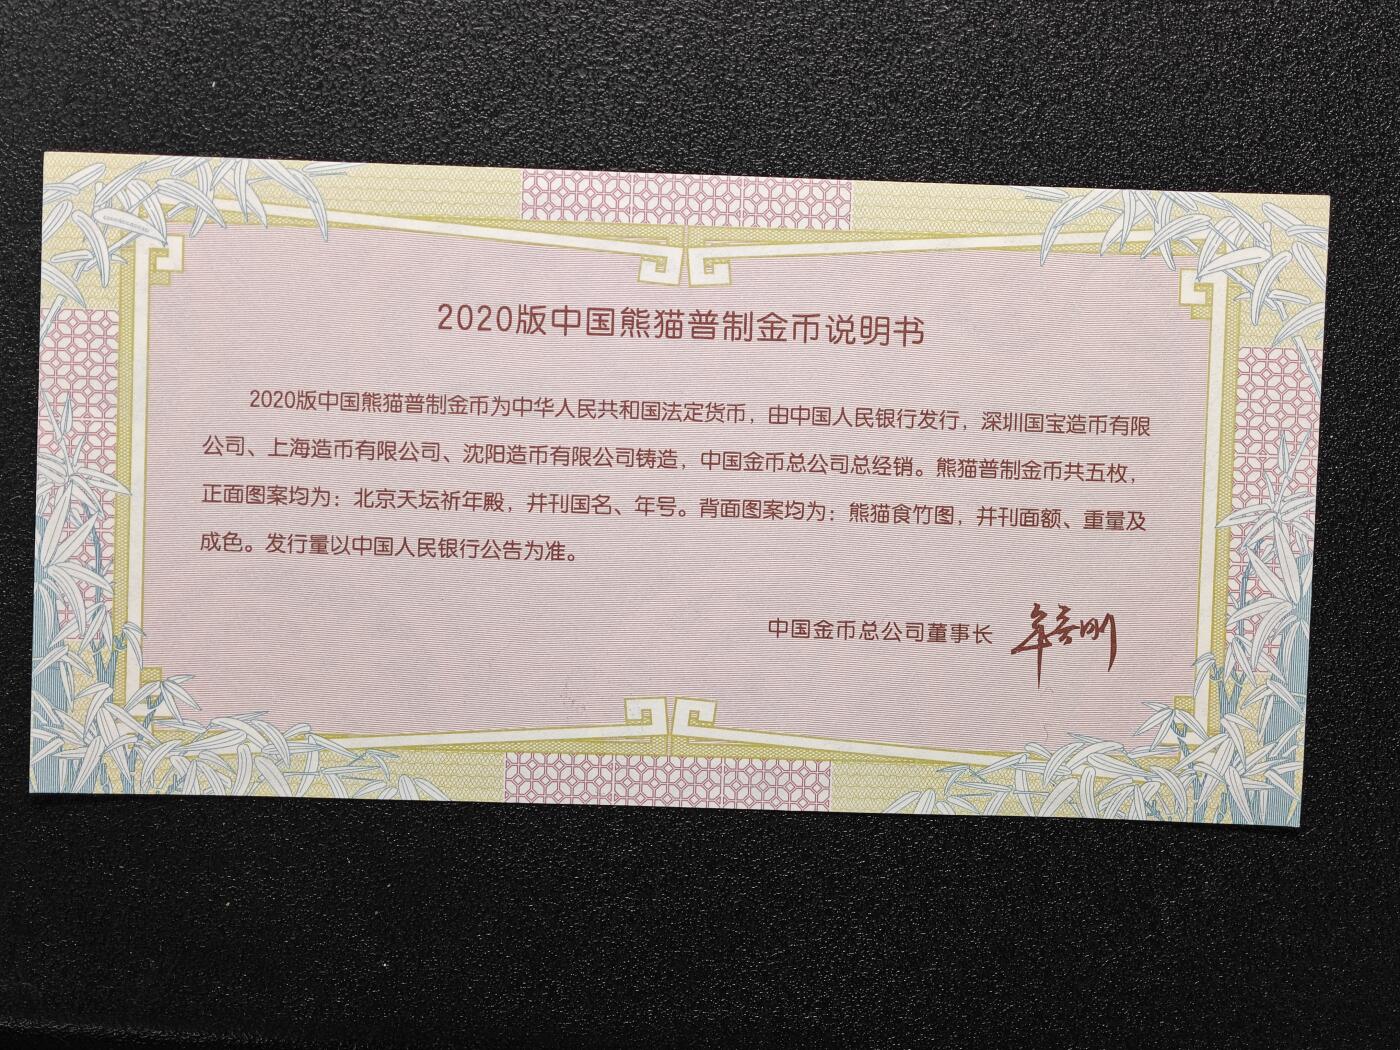 2020版中国熊猫普制金币说明书
2020版中国熊猫普制金币为中华人民共和国法定货币，由中国人民银行发行，深圳国宝造币有限
公司、上海造币有限公司、沈阳造币有限公司铸造，中国金币总公司总经销。熊猫普制金币共五枚，
正面图案均为：北京天坛祈年殿，并刊国名、年号。背面图案均为：熊猫食竹图，并刊面额、重量及
成色。发行量以中国人民银行公告为准。
中国金币总公司董事长